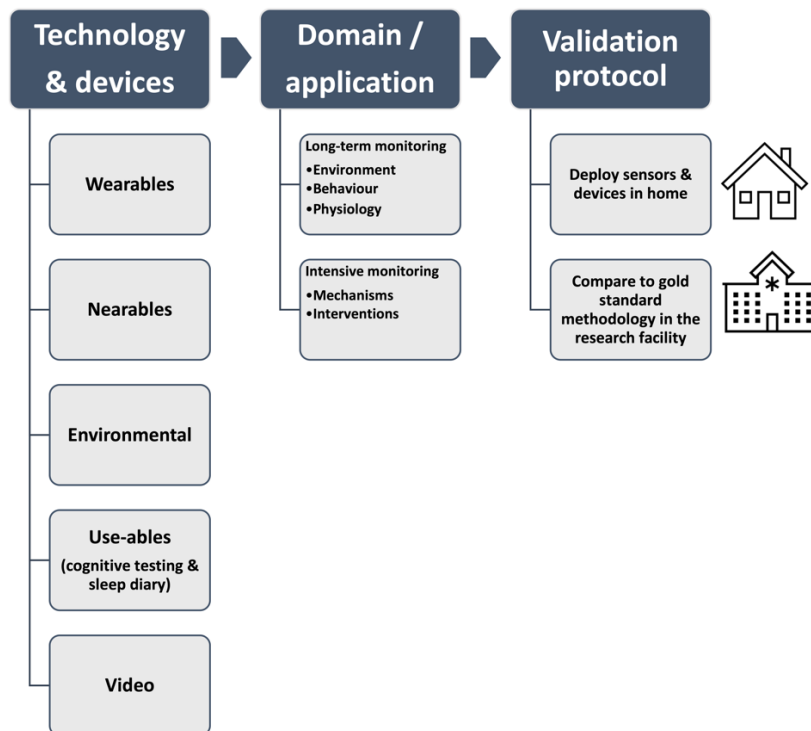 Technology
& devices
Domain /
application
Validation
protocol
Wearables
Nearables
Environmental
Use-ables
(cognitive testing &
sleep diary)
Video
Long-term monitoring
•Environment
•Behaviour
•Physiology
Intensive monitoring
•Mechanisms
•Interventions
Deploy sensors &
devices in home
Compare to gold
standard
methodology in the
research facility